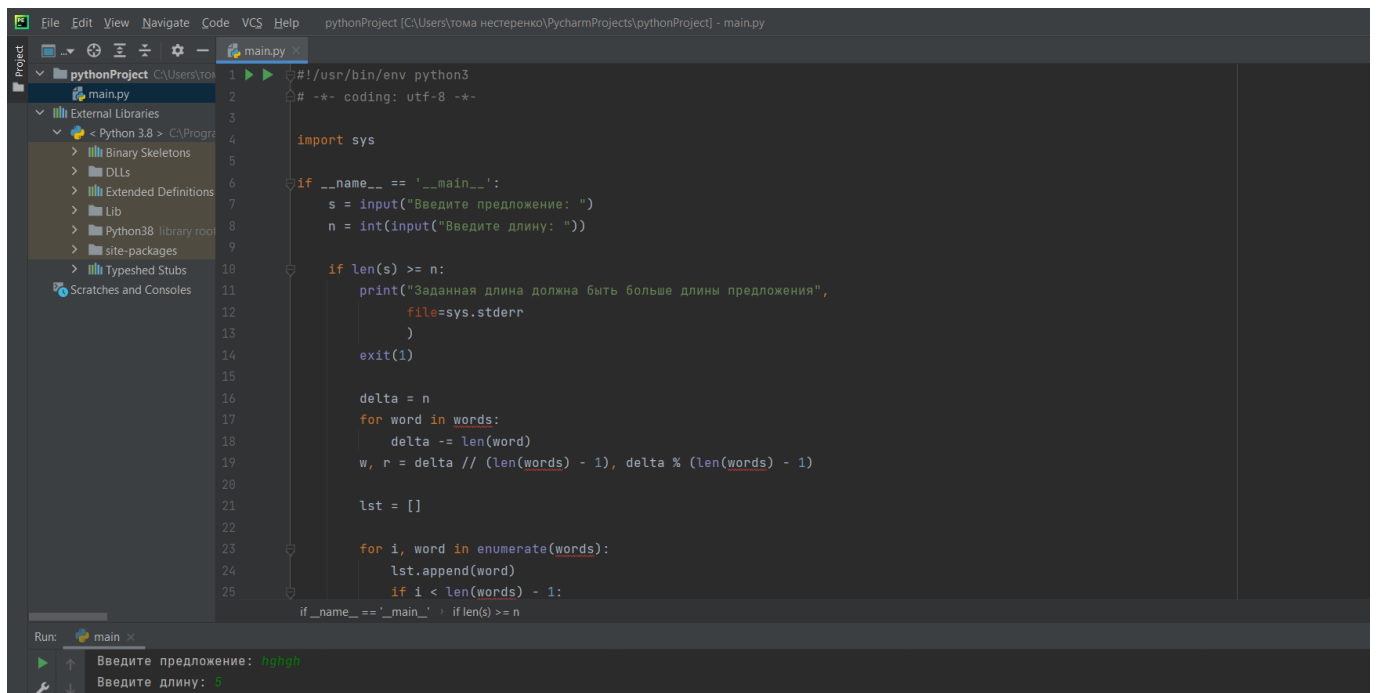 File Edit View Navigate Code VCS Help pythonProject [C:\Users\тома нестеренко\PycharmProjects\pythonProject] - main.py
Project
main.py
pythonProject C:\Users\том
main.py
External Libraries
< Python 3.8 > C:\Progra
Binary Skeletons
DLLs
Extended Definitions
Lib
Python38 library root
site-packages
Typeshed Stubs
Scratches and Consoles
1 #!/usr/bin/env python3
2 # -*- coding: utf-8 -*-
3
4 import sys
5
6 if __name__ == '__main__':
7 s = input("Введите предложение: ")
8 n = int(input("Введите длину: "))
9
10 if len(s) >= n:
11 print("Заданная длина должна быть больше длины предложения",
12 file=sys.stderr
13 )
14 exit(1)
15
16 delta = n
17 for word in words:
18 delta -= len(word)
19 w, r = delta // (len(words) - 1), delta % (len(words) - 1)
20
21 lst = []
22
23 for i, word in enumerate(words):
24 lst.append(word)
25 if i < len(words) - 1:
if __name__ == '__main__' › if len(s) >= n
Run: main
Введите предложение: hghgh
Введите длину: 5